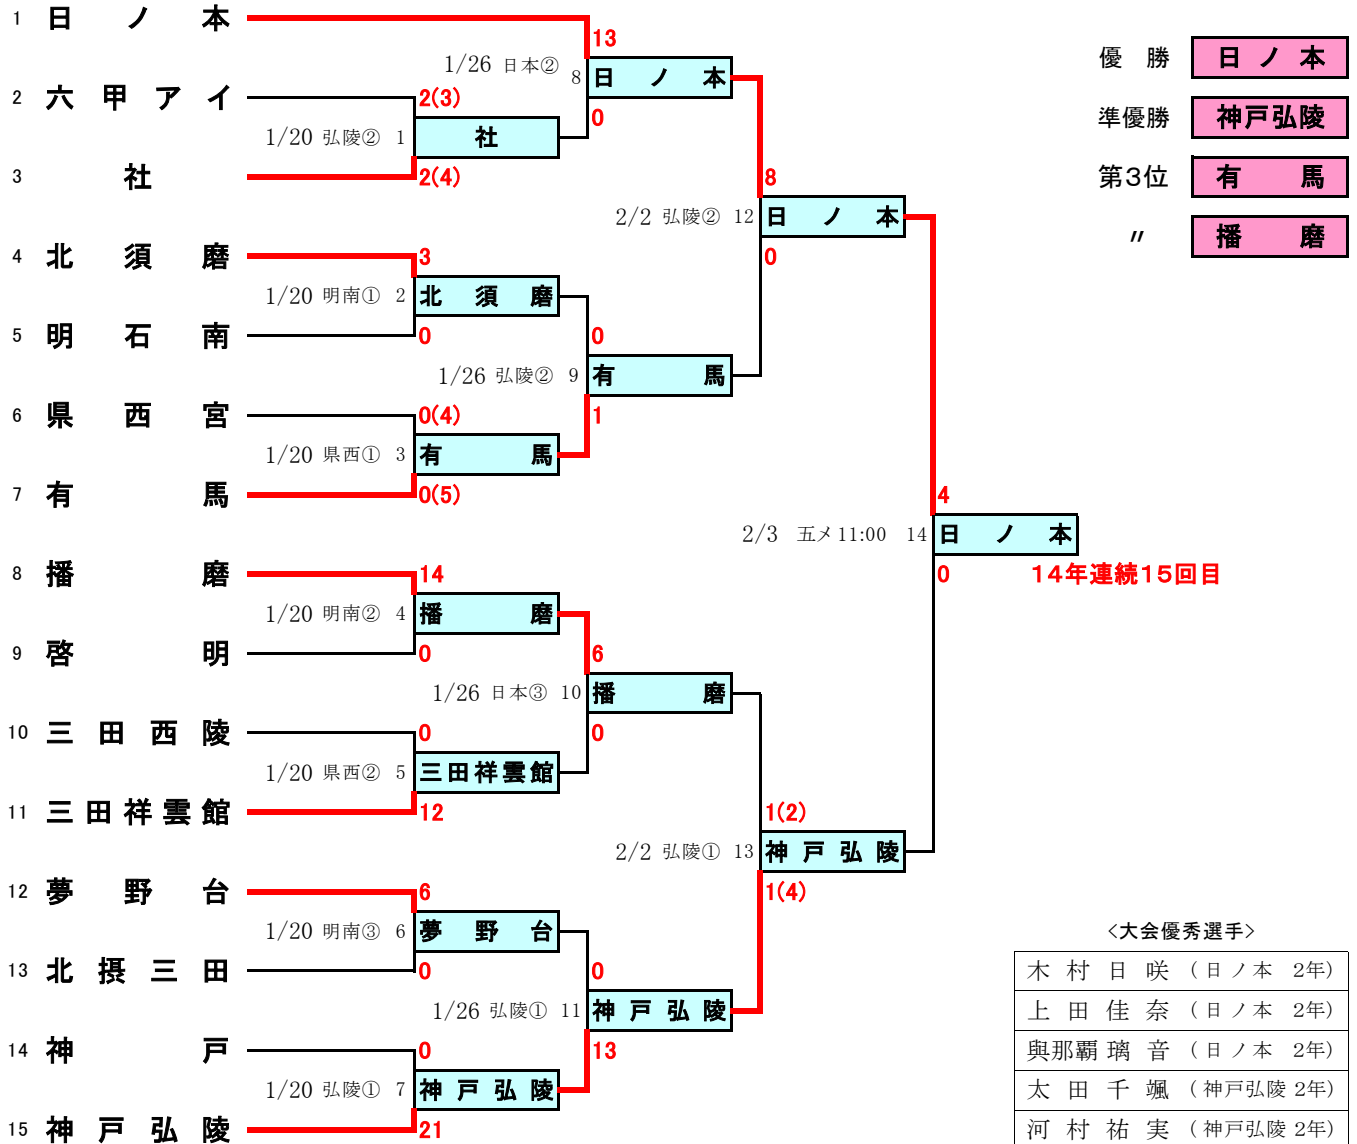 1 日ノ本
13
1/26 日本② 8 日ノ本
2 六甲アイ
2(3)
0
1/20 弘陵② 1 社
3 社
2(4)
8
2/2 弘陵② 12 日ノ本
4 北須磨
3
0
1/20 明南① 2 北須磨
5 明石南
0
0
1/26 弘陵② 9 有馬
6 県西宮
0(4)
1
1/20 県西① 3 有馬
7 有馬
0(5)
4
2/3 五メ11:00 14 日ノ本
8 播磨
14
0
14年連続15回目
1/20 明南② 4 播磨
9 啓明
0
6
1/26 日本③ 10 播磨
10 三田西陵
0
0
1/20 県西② 5 三田祥雲館
11 三田祥雲館
12
1(2)
2/2 弘陵① 13 神戸弘陵
12 夢野台
6
1(4)
1/20 明南③ 6 夢野台
13 北摂三田
0
0
1/26 弘陵① 11 神戸弘陵
14 神戸
0
13
1/20 弘陵① 7 神戸弘陵
15 神戸弘陵
21
優勝 日ノ本
準優勝 神戸弘陵
第3位 有馬
〃 播磨
<大会優秀選手>
木村日咲 (日ノ本 2年)
上田佳奈 (日ノ本 2年)
與那覇璃音 (日ノ本 2年)
太田千颯 (神戸弘陵 2年)
河村祐実 (神戸弘陵 2年)